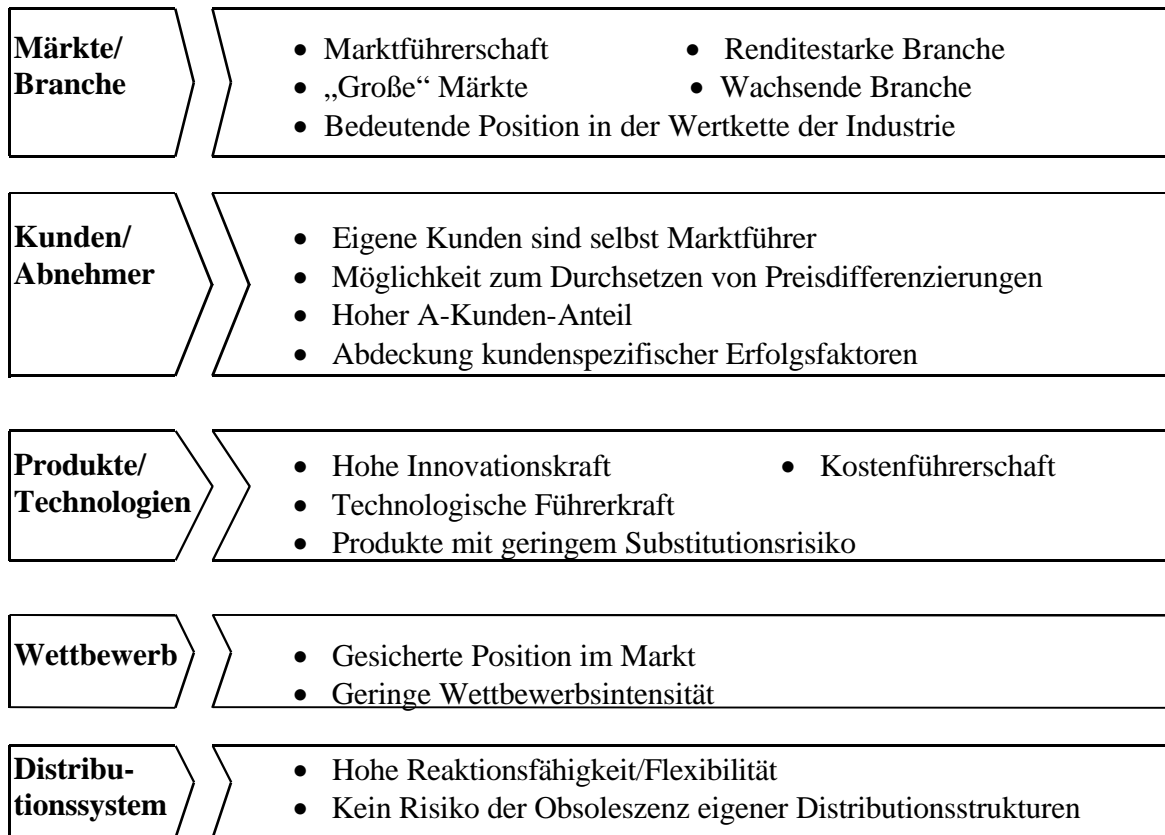 Märkte/
Branche
• Marktführerschaft • Renditestarke Branche
• „Große“ Märkte • Wachsende Branche
• Bedeutende Position in der Wertkette der Industrie
Kunden/
Abnehmer
• Eigene Kunden sind selbst Marktführer
• Möglichkeit zum Durchsetzen von Preisdifferenzierungen
• Hoher A-Kunden-Anteil
• Abdeckung kundenspezifischer Erfolgsfaktoren
Produkte/
Technologien
• Hohe Innovationskraft • Kostenführerschaft
• Technologische Führerkraft
• Produkte mit geringem Substitutionsrisiko
Wettbewerb
• Gesicherte Position im Markt
• Geringe Wettbewerbsintensität
Distribu-
tionssystem
• Hohe Reaktionsfähigkeit/Flexibilität
• Kein Risiko der Obsoleszenz eigener Distributionsstrukturen